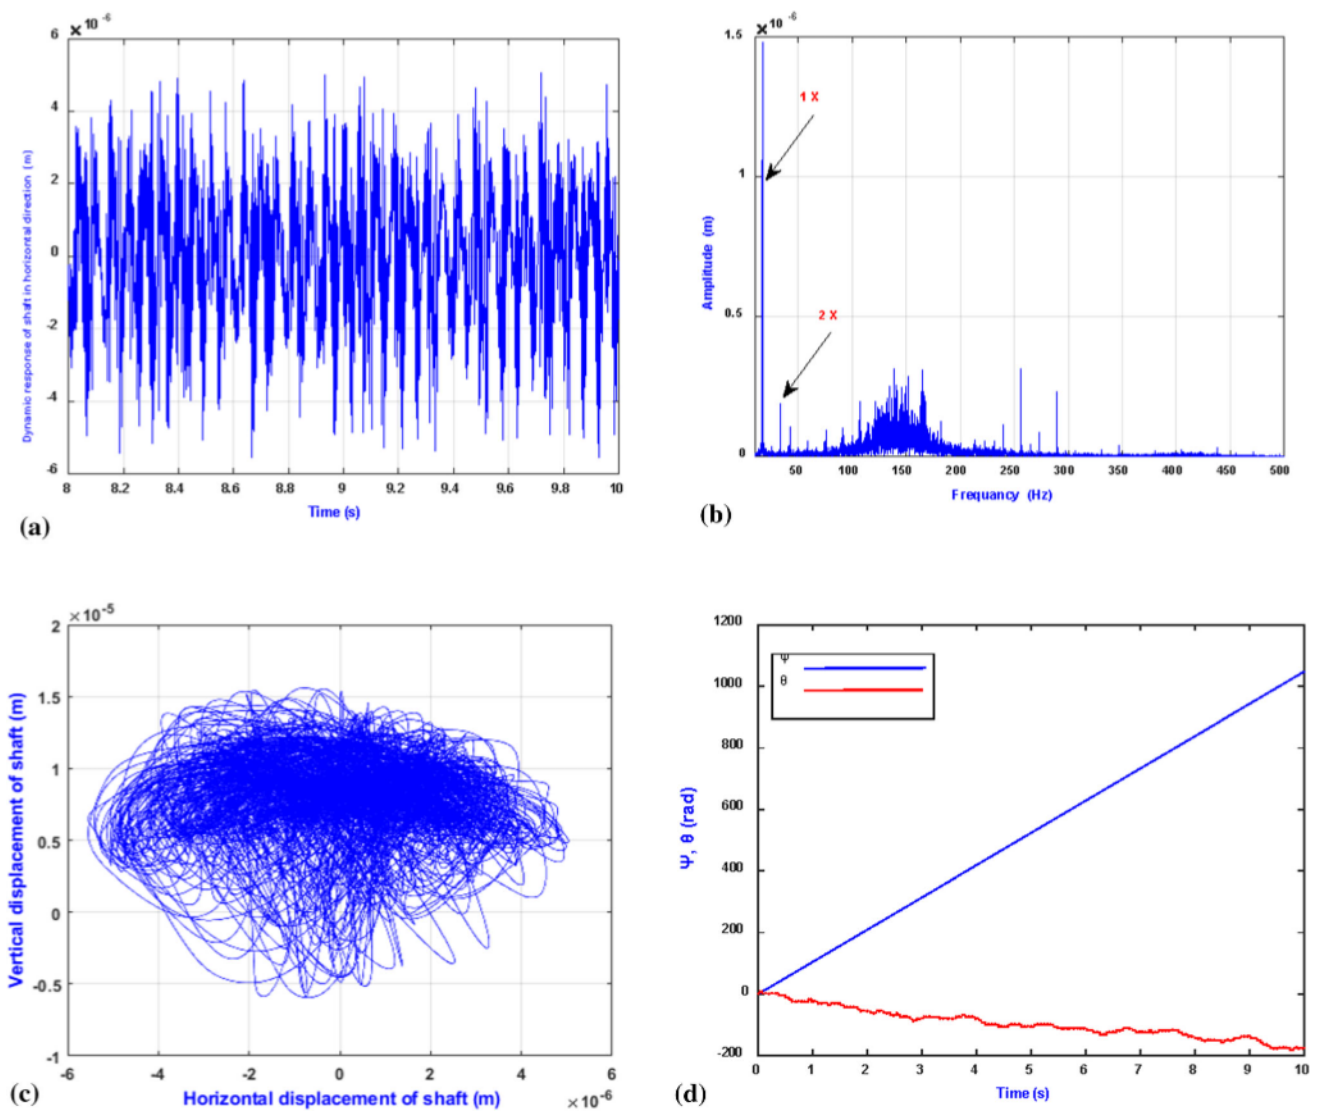 × 10 -6
6
4
2
0
-2
-4
-6
Dynamic response of shaft in horizontal direction (m)
8 8.2 8.4 8.6 8.8 9 9.2 9.4 9.6 9.8 10
Time (s)
(a)
× 10 -6
1.5
1
0.5
0
Amplitude (m)
1 X
2 X
50 100 150 200 250 300 350 400 450 500
Frequancy (Hz)
(b)
×10 -5
2
1.5
1
0.5
0
-0.5
-1
Vertical displacement of shaft (m)
-6 -4 -2 0 2 4 6
Horizontal displacement of shaft (m)
×10 -6
(c)
1200
1000
800
600
400
200
0
-200
Ψ, θ (rad)
ψ
θ
0 1 2 3 4 5 6 7 8 9 10
Time (s)
(d)